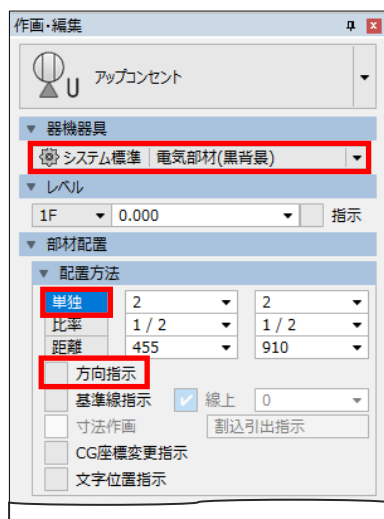 作画・編集
U アップコンセント
器機器具
システム標準 電気部材(黒背景)
レベル
1F 0.000 指示
部材配置
配置方法
単独 2 2
比率 1 / 2 1 / 2
距離 455 910
方向指示
基準線指示 線上 0
寸法作画 割込引出指示
CG座標変更指示
文字位置指示